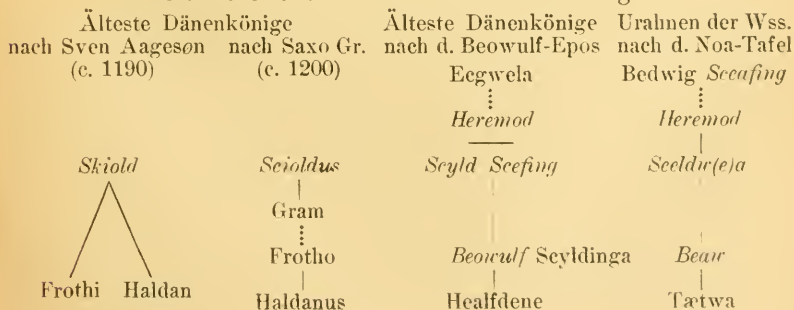 Älteste Dänenkönige Älteste Dänenkönige Urahnen der Wss.
nach Sven Aagesøn nach Saxo Gr. nach d. Beowulf-Epos nach d. Noa-Tafel
(c. 1190) (c. 1200) Ecgwela Bedwig Sceafing
Heremod Heremod
Skiold Scioldus Scyld Scefing Sceldw(e)a
Gram
Frotho Beowulf Scyldinga Beaw
Frothi Haldan Haldanus Healfdene Tætwa